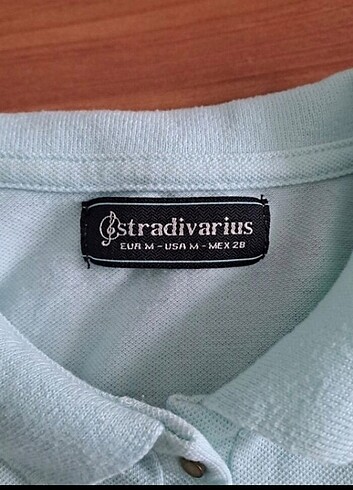 stradivarius
EUR M - USA M - MEX 28